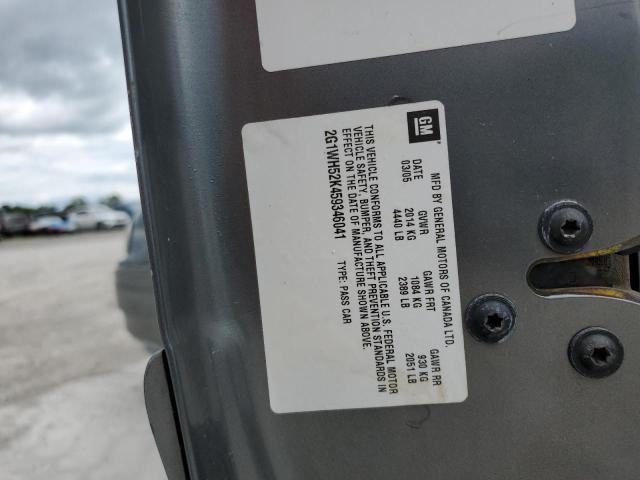 GM
MFD BY GENERAL MOTORS OF CANADA LTD.
DATE GVWR GAWR FRT GAWR RR
03/05 2014 KG 1084 KG 930 KG
4440 LB 2389 LB 2051 LB
THIS VEHICLE CONFORMS TO ALL APPLICABLE U.S. FEDERAL MOTOR
VEHICLE SAFETY, BUMPER, AND THEFT PREVENTION STANDARDS IN
EFFECT ON THE DATE OF MANUFACTURE SHOWN ABOVE.
2G1WH52K459346041 TYPE: PASS CAR